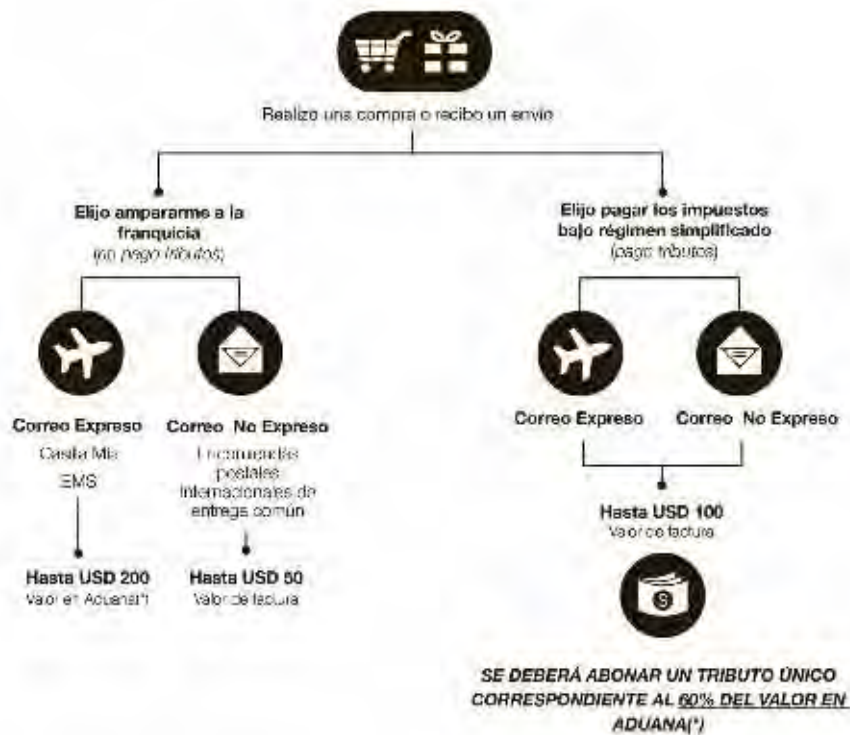 Realizo una compra o recibo un envío
Elijo ampararme a la
franquicia
(no pago tributos)
Elijo pagar los impuestos
bajo régimen simplificado
(pago tributos)
Correo Expreso
Casilla Mía
EMS
Correo No Expreso
Encomiendas
postales
internacionales de
entrega común
Correo Expreso
Correo No Expreso
Hasta USD 200
Valor en Aduana(*)
Hasta USD 50
Valor de factura
Hasta USD 100
Valor de factura
SE DEBERÁ ABONAR UN TRIBUTO ÚNICO
CORRESPONDIENTE AL 60% DEL VALOR EN
ADUANA(*)